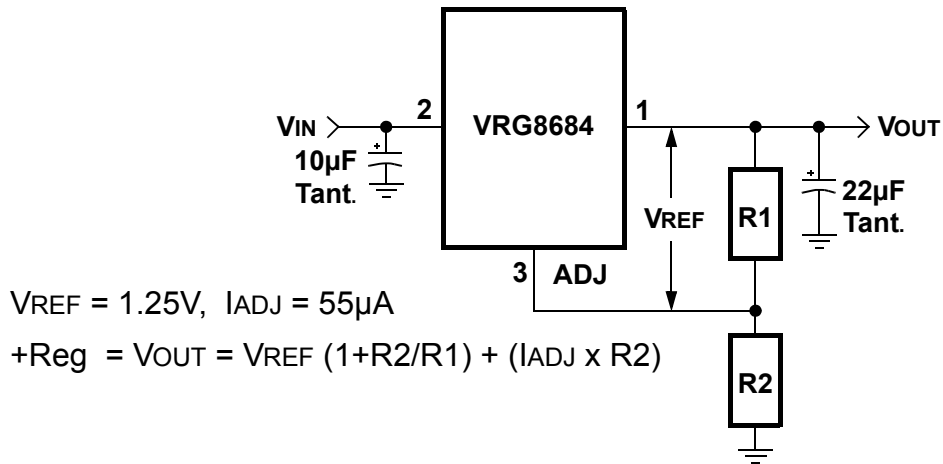 2
1
VIN
VRG8684
VOUT
10µF
Tant.
+
+
22µF
Tant.
VREF
R1
3
ADJ
VREF = 1.25V, IADJ = 55µA
+Reg = VOUT = VREF (1+R2/R1) + (IADJ x R2)
R2